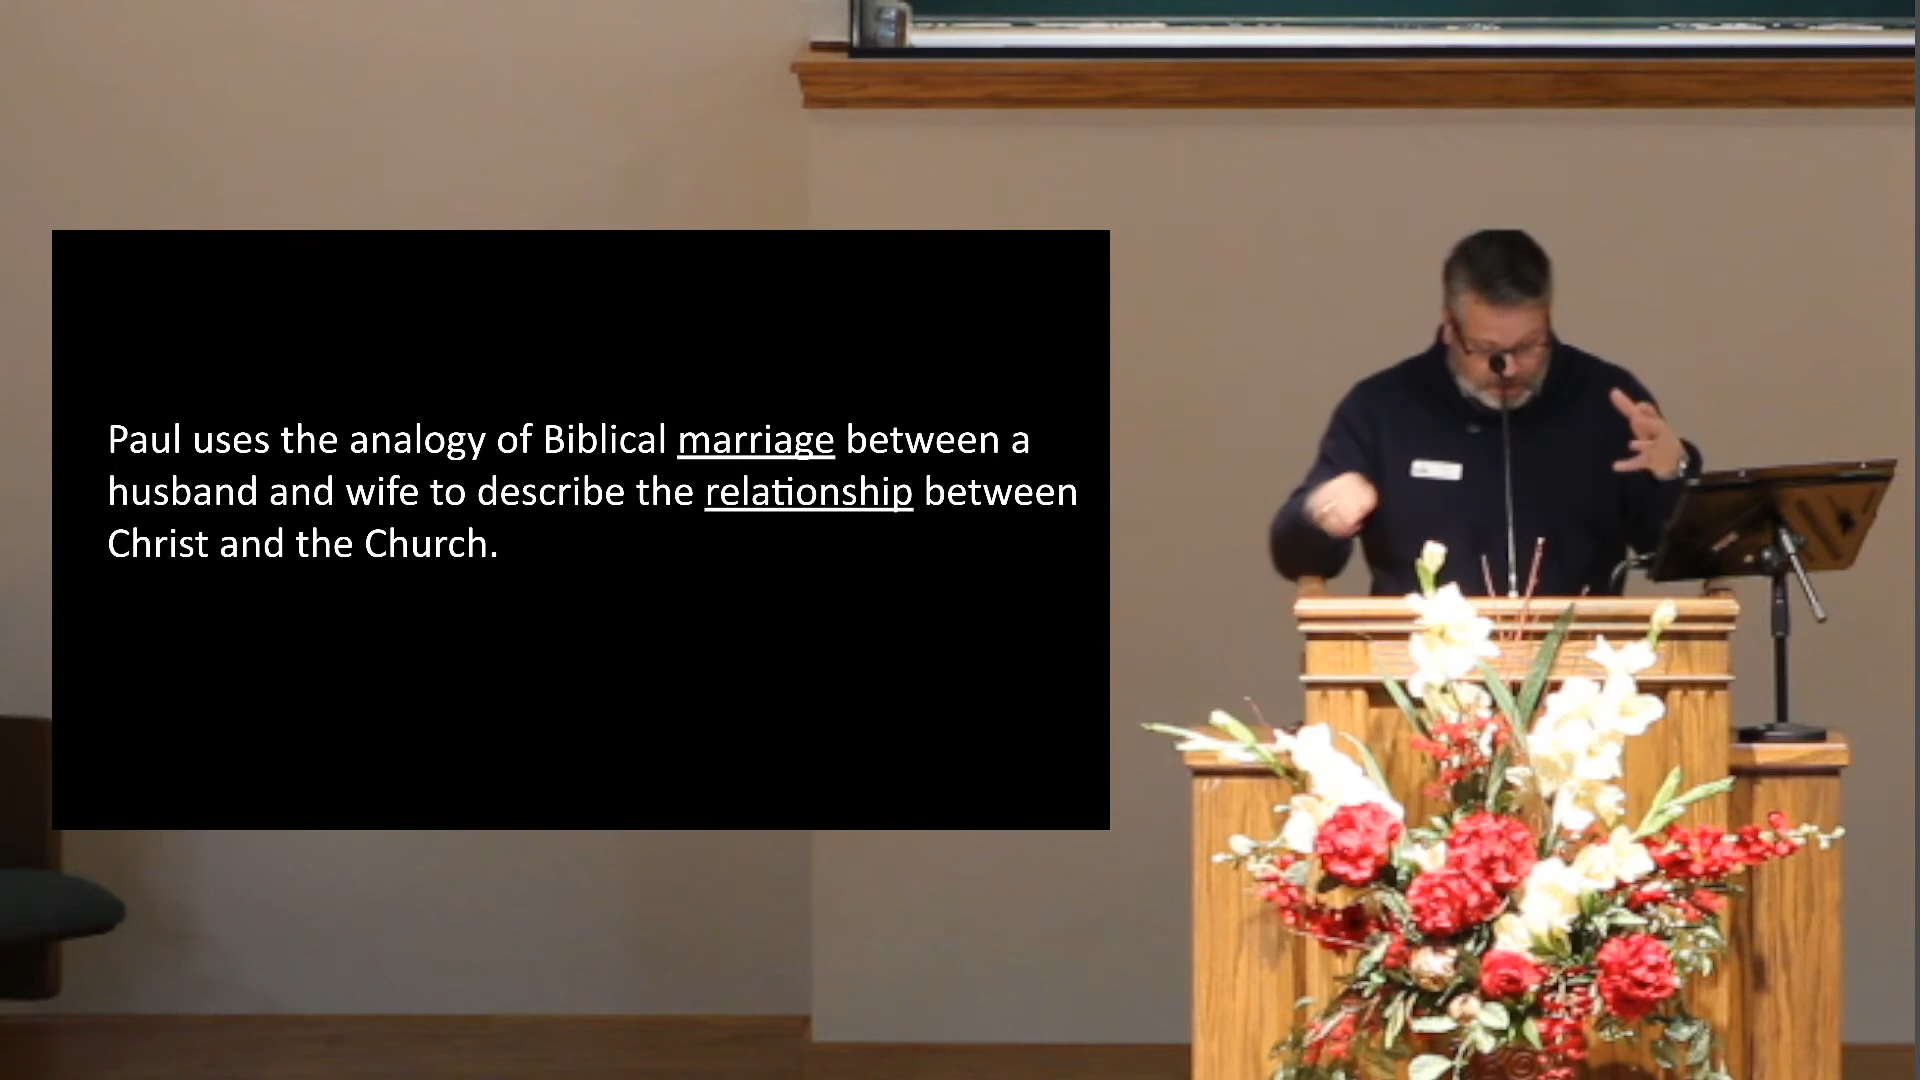 Paul uses the analogy of Biblical marriage between a
husband and wife to describe the relationship between
Christ and the Church.